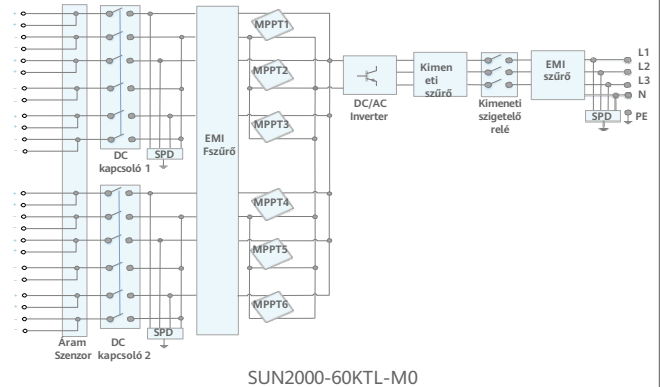 MPPT1
MPPT2
MPPT3
MPPT4
MPPT5
MPPT6
EMI
Fszűrő
DC
kapcsoló 1
SPD
DC
kapcsoló 2
SPD
Áram
Szenzor
DC/AC
Inverter
Kimen
eti
szűrő
Kimeneti
szigetelő
relé
EMI
szűrő
SPD
L1
L2
L3
N
PE
SUN2000-60KTL-M0